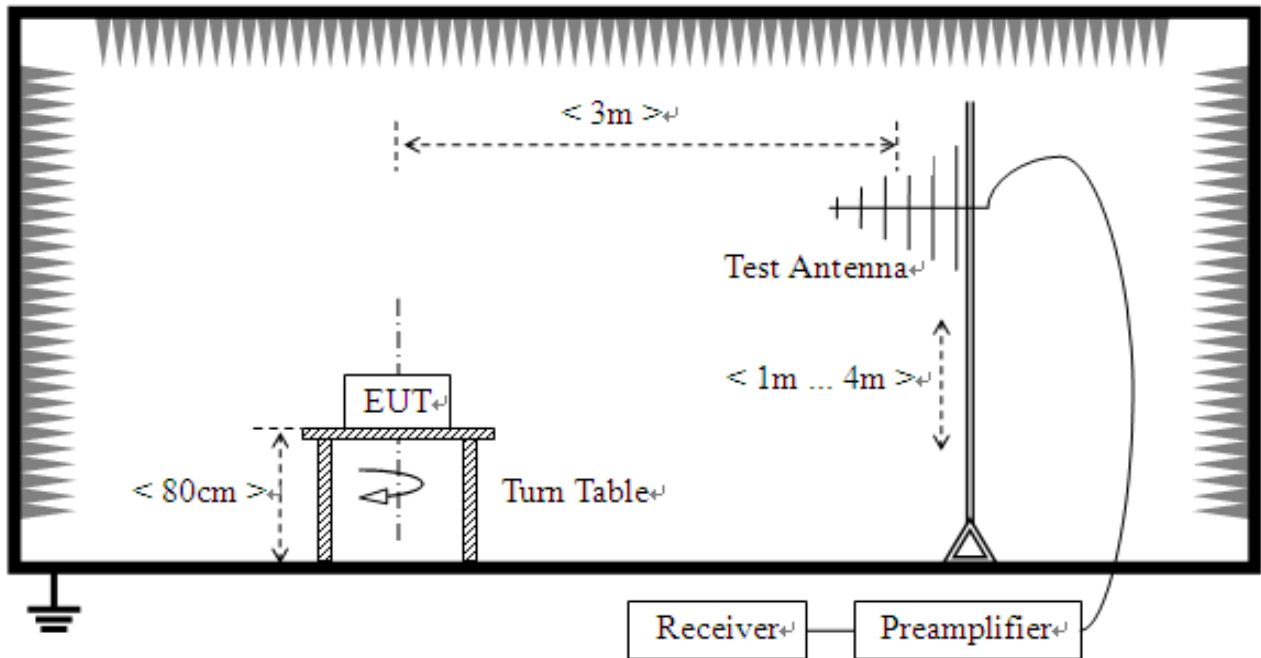 < 3m >↵
Test Antenna↵
< 1m ... 4m >↵
EUT↵
< 80cm >↵
Turn Table↵
Receiver↵
Preamplifier↵